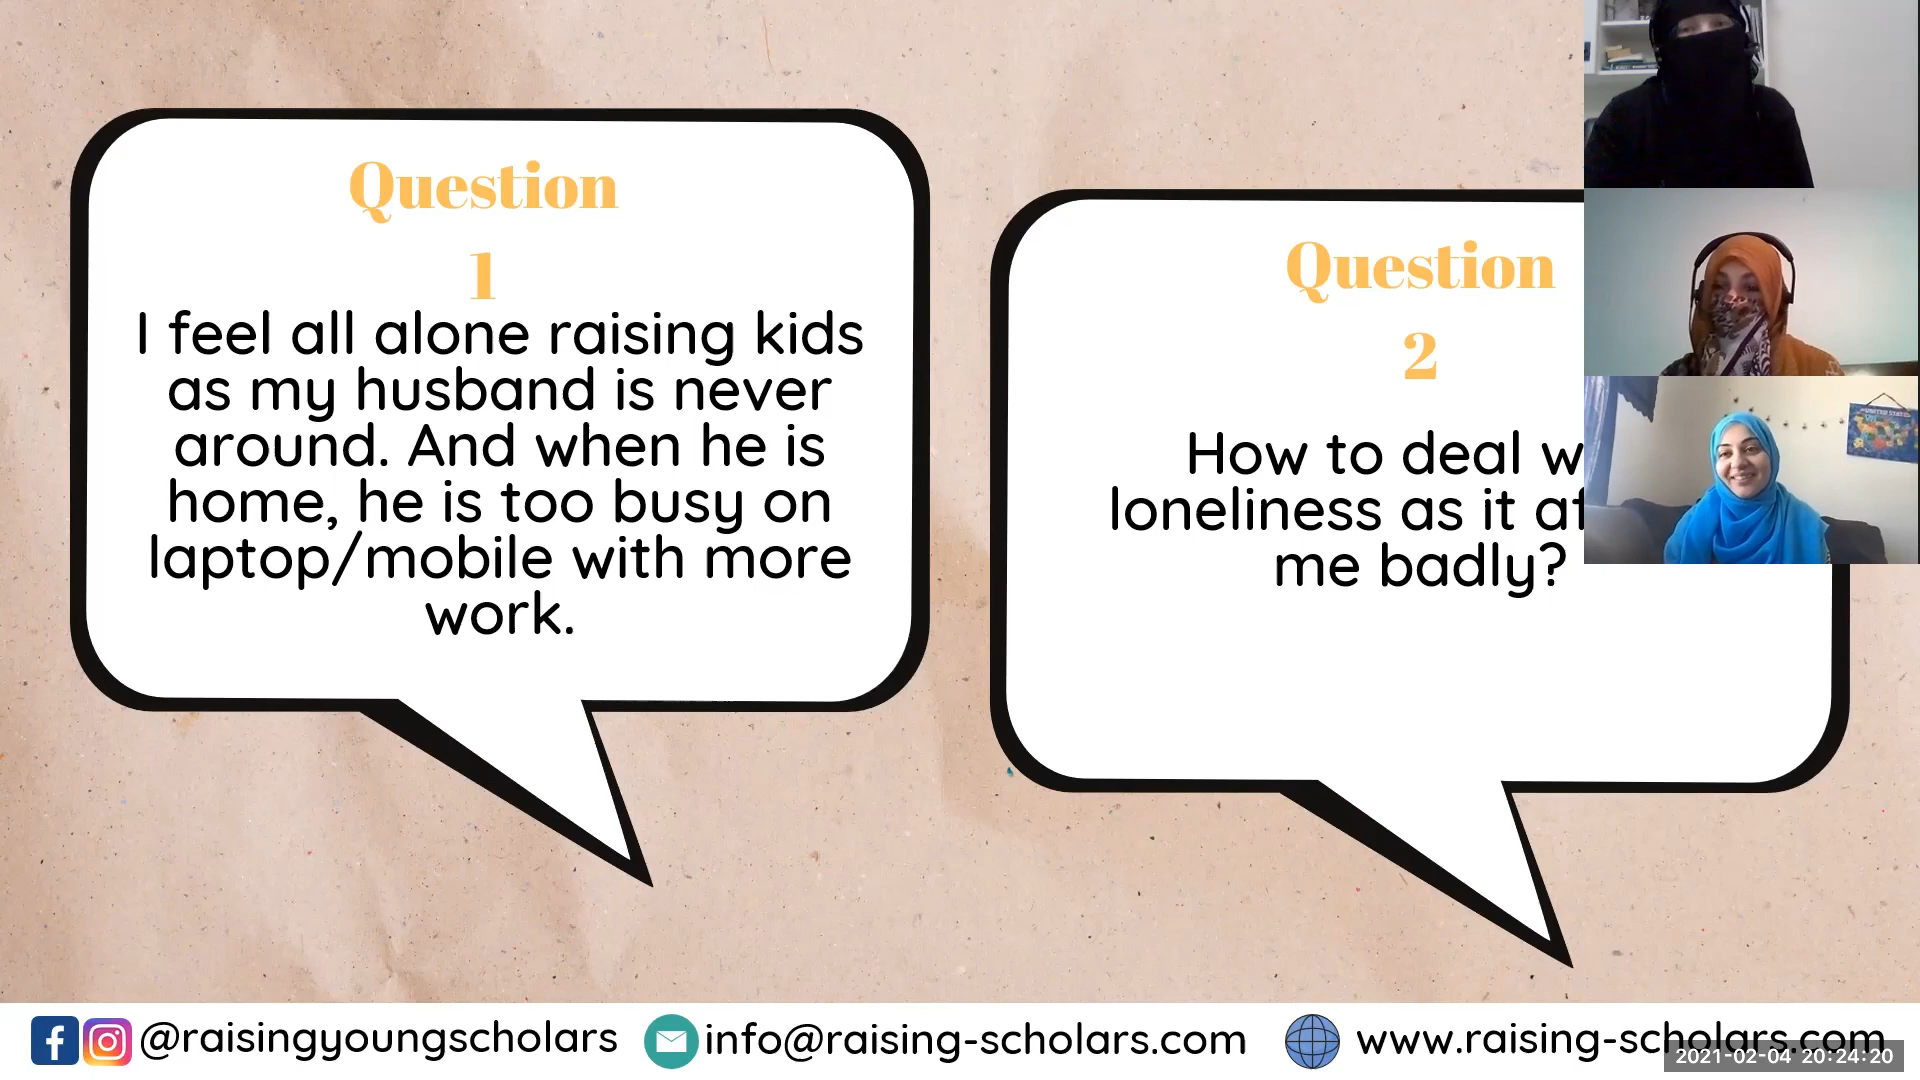 Question
1
I feel all alone raising kids
as my husband is never
around. And when he is
home, he is too busy on
laptop/mobile with more
work.
Question
2
How to deal
loneliness as it
me badly?
UNITED STATES
@raisingyoungscholars
info@raising-scholars.com
www.raising-scholars.com
2021-02-04 20:24:20